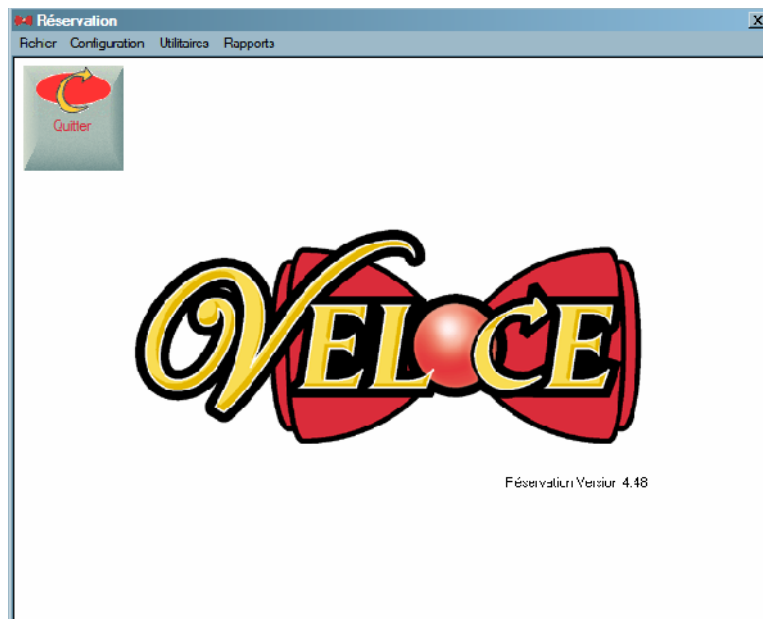 Réservation
Fichier Configuration Utilitaires Rapports
Quitter
VELOCE
Réservation Version 4.48